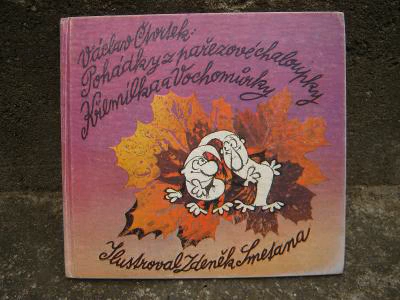 Václav Čtvrtek:
Pohádky z pařezové chaloupky
Křemílka a Vochomůrky
Ilustroval Zdeněk Smetana